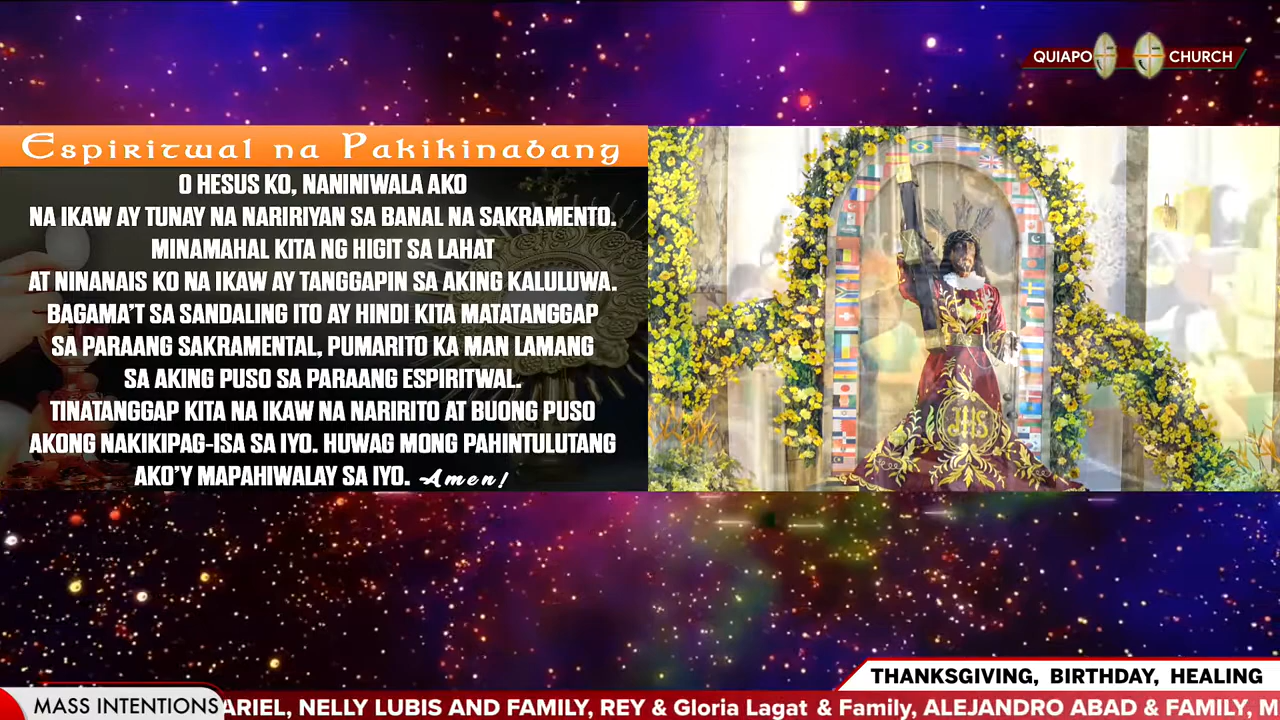 QUIAPO CHURCH
Espiritwal na Pakikinabang
O HESUS KO, NANINIWALA AKO
NA IKAW AY TUNAY NA NARIRIYAN SA BANAL NA SAKRAMENTO.
MINAMAHAL KITA NG HIGIT SA LAHAT
AT NINANAIS KO NA IKAW AY TANGGAPIN SA AKING KALULUWA.
BAGAMA'T SA SANDALING ITO AY HINDI KITA MATATANGGAP
SA PARAANG SAKRAMENTAL, PUMARITO KA MAN LAMANG
SA AKING PUSO SA PARAANG ESPIRITWAL.
TINATANGGAP KITA NA IKAW NA NARIRITO AT BUONG PUSO
AKONG NAKIKIPAG-ISA SA IYO. HUWAG MONG PAHINTULUTANG
AKO'Y MAPAHIWALAY SA IYO. Amen!
JHS
THANKSGIVING, BIRTHDAY, HEALING
MASS INTENTIONS ARIEL, NELLY LUBIS AND FAMILY, REY & Gloria Lagat & Family, ALEJANDRO ABAD & FAMILY, M